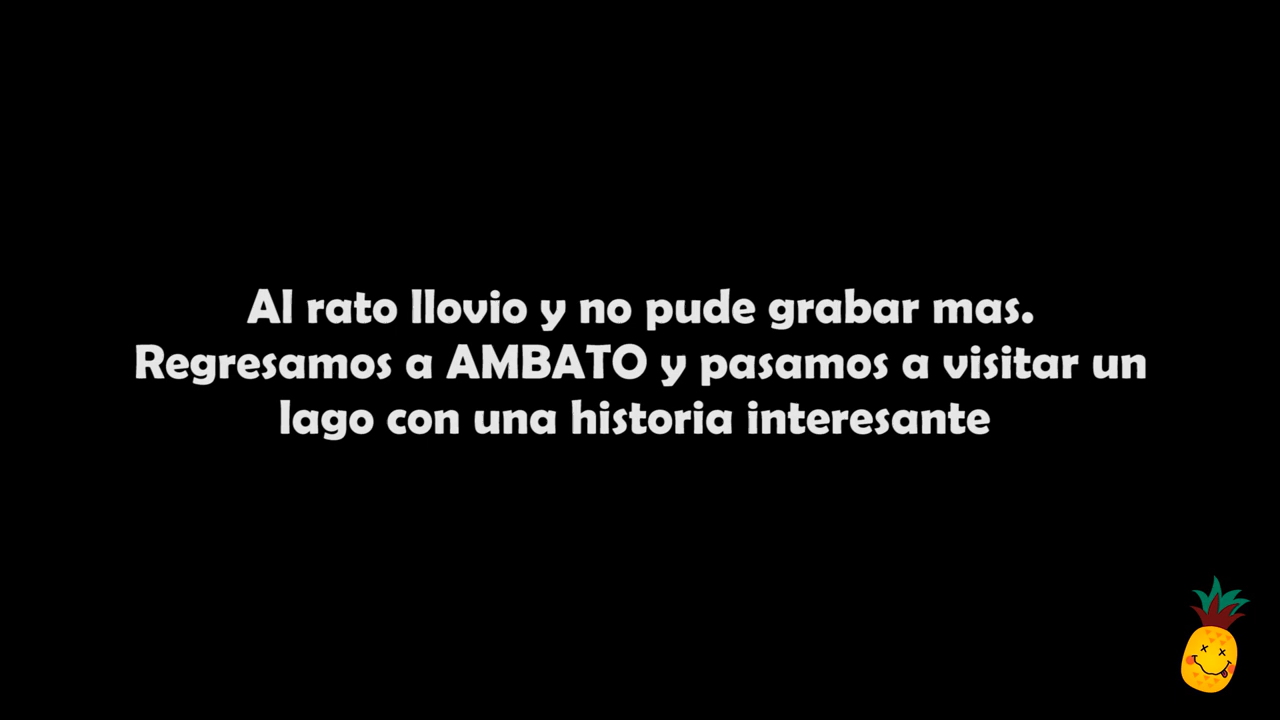 Al rato llovio y no pude grabar mas.
Regresamos a AMBATO y pasamos a visitar un
lago con una historia interesante